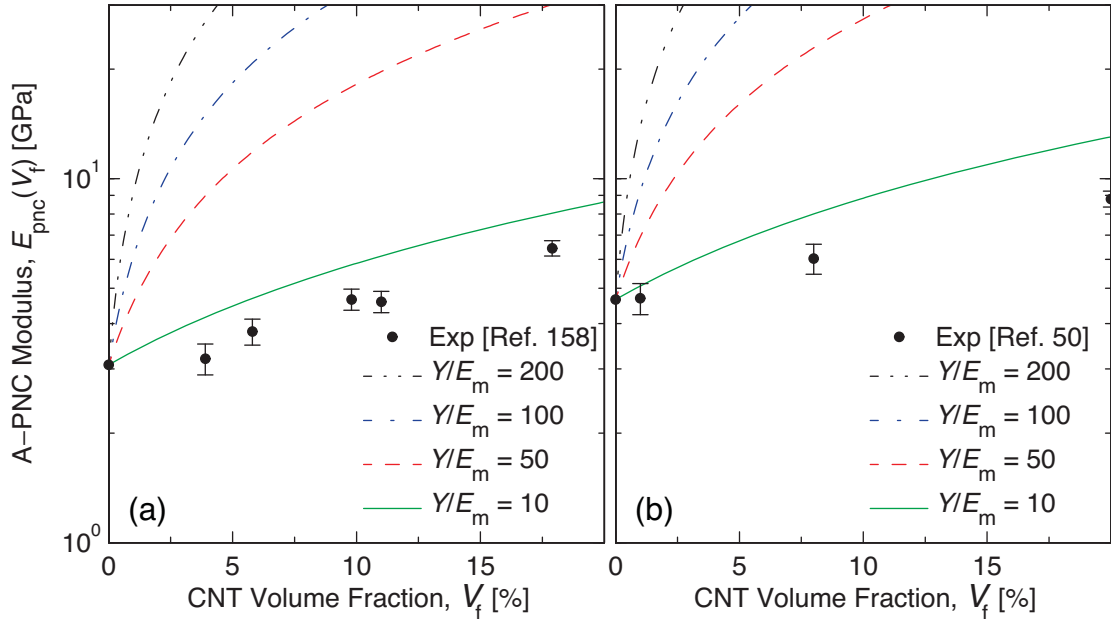 A–PNC Modulus, E_pnc(V_f) [GPa]
10^1
10^0
Exp [Ref. 158]
Y/E_m = 200
Y/E_m = 100
Y/E_m = 50
Y/E_m = 10
(a)
0 5 10 15
CNT Volume Fraction, V_f [%]
Exp [Ref. 50]
Y/E_m = 200
Y/E_m = 100
Y/E_m = 50
Y/E_m = 10
(b)
0 5 10 15
CNT Volume Fraction, V_f [%]